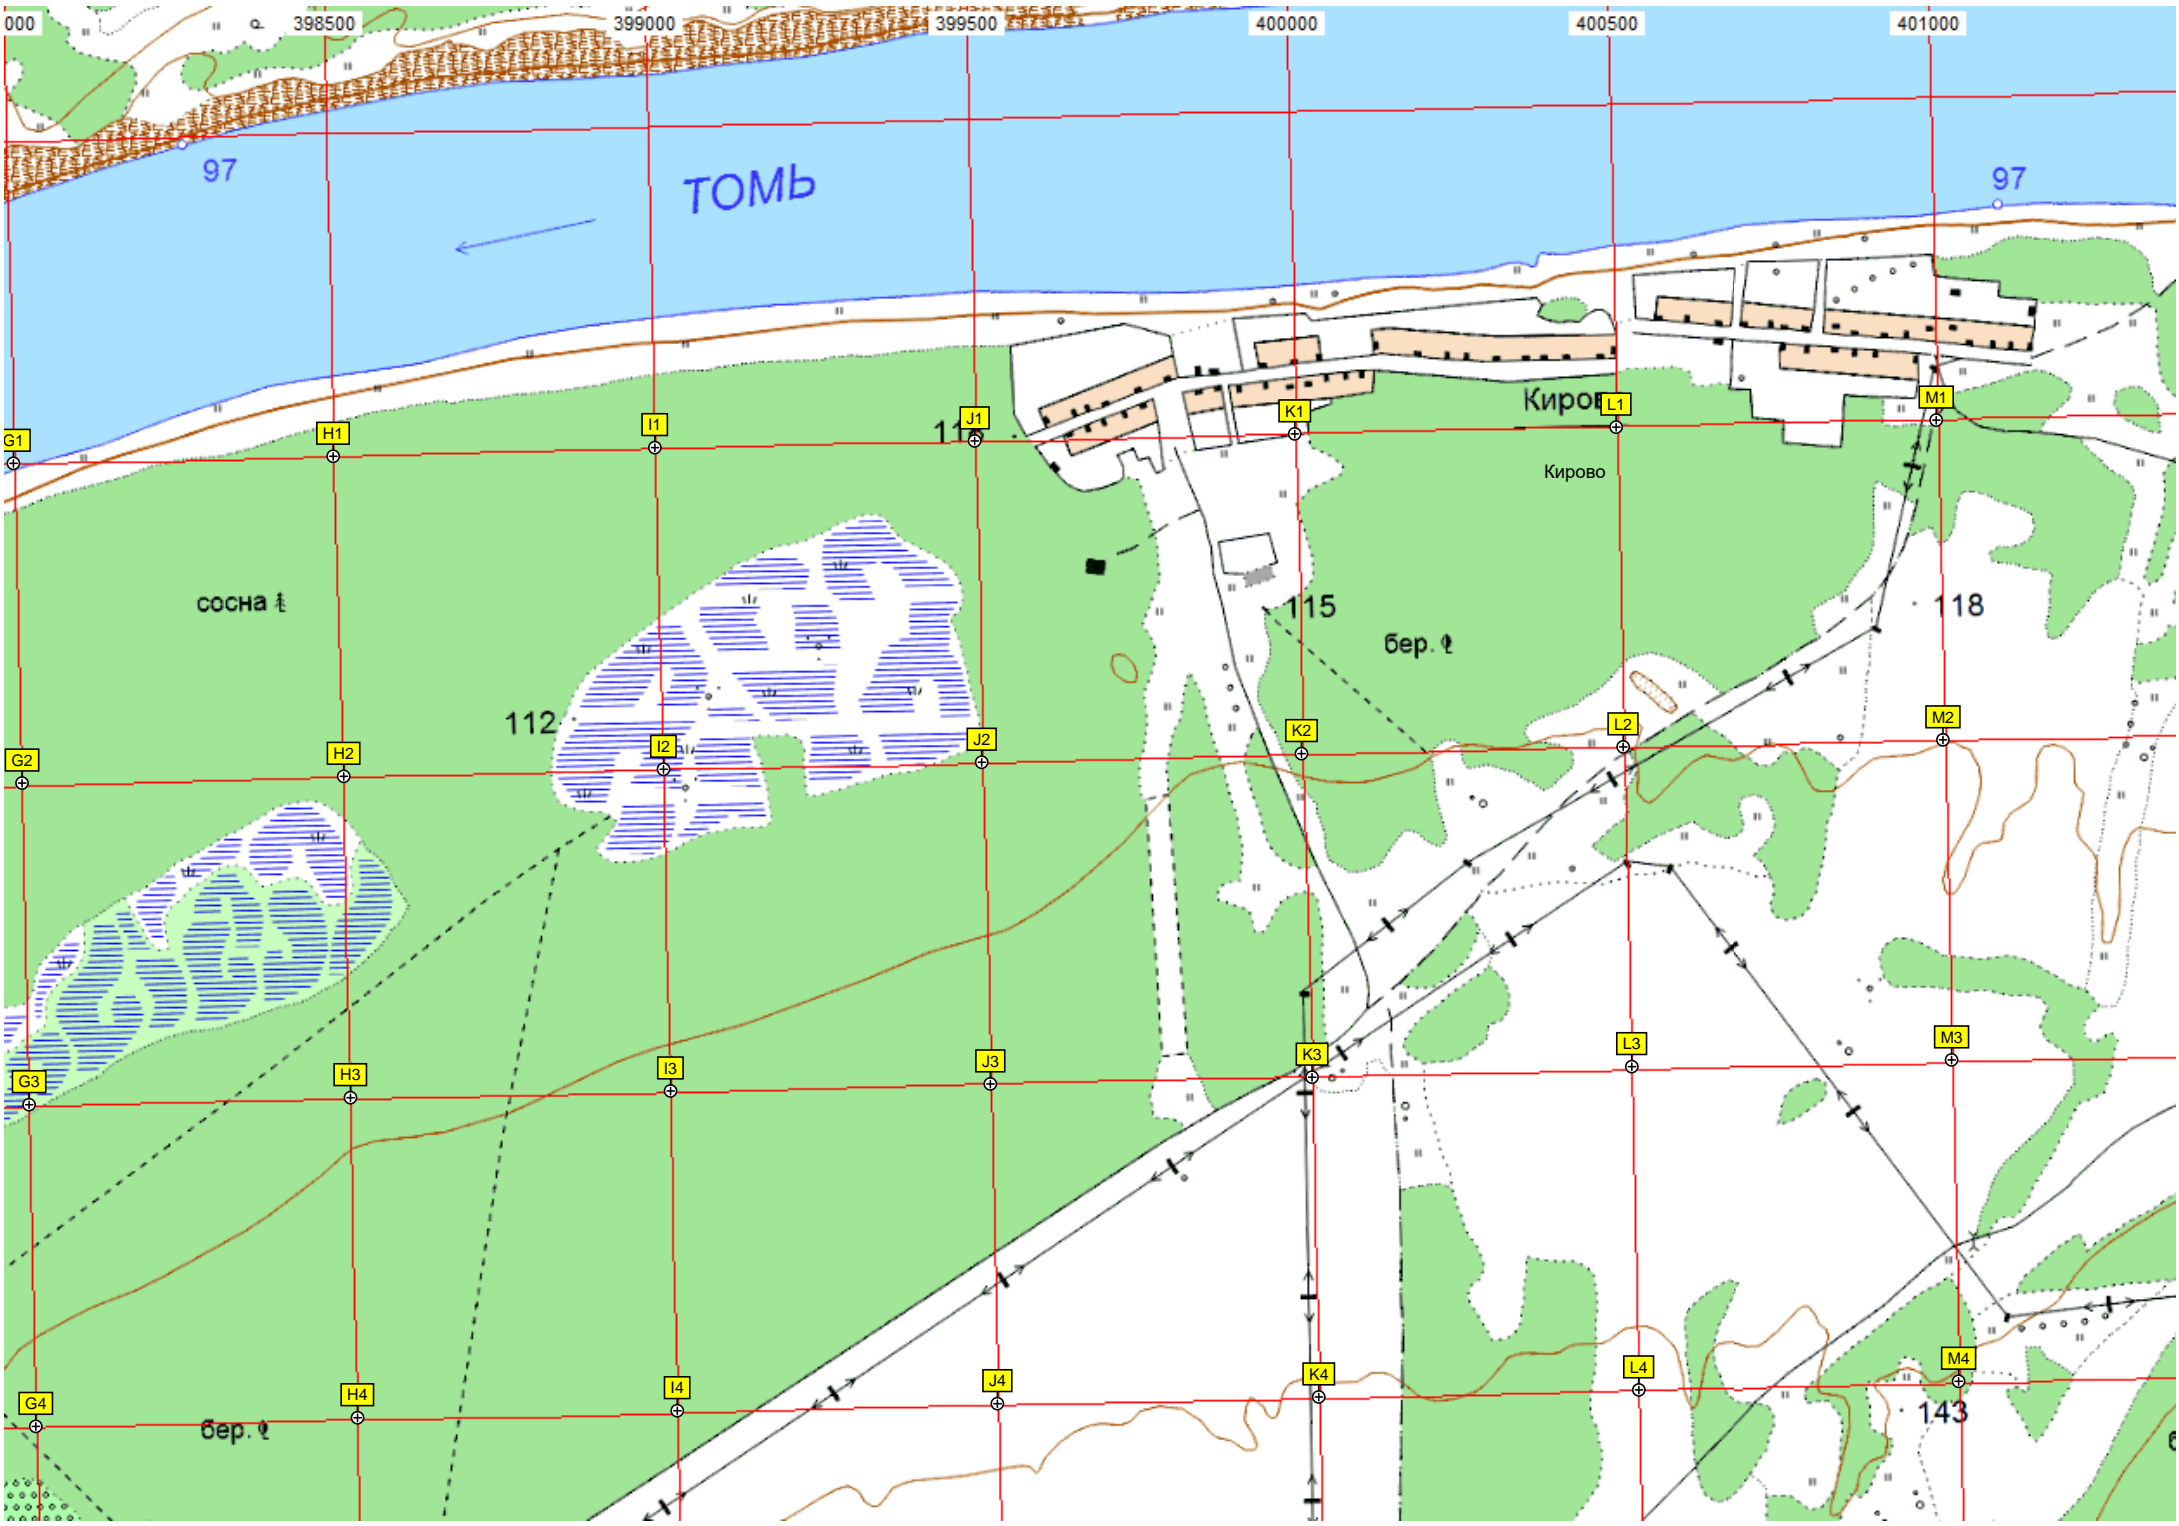 000 398500 399000 399500 400000 400500 401000
97
ТОМЬ
97
G1 H1 I1 J1 K1 L1 M1
Киров
Кирово
сосна
115
бер.
118
112
G2 H2 I2 J2 K2 L2 M2
G3 H3 I3 J3 K3 L3 M3
G4 H4 I4 J4 K4 L4 M4
143
бер.